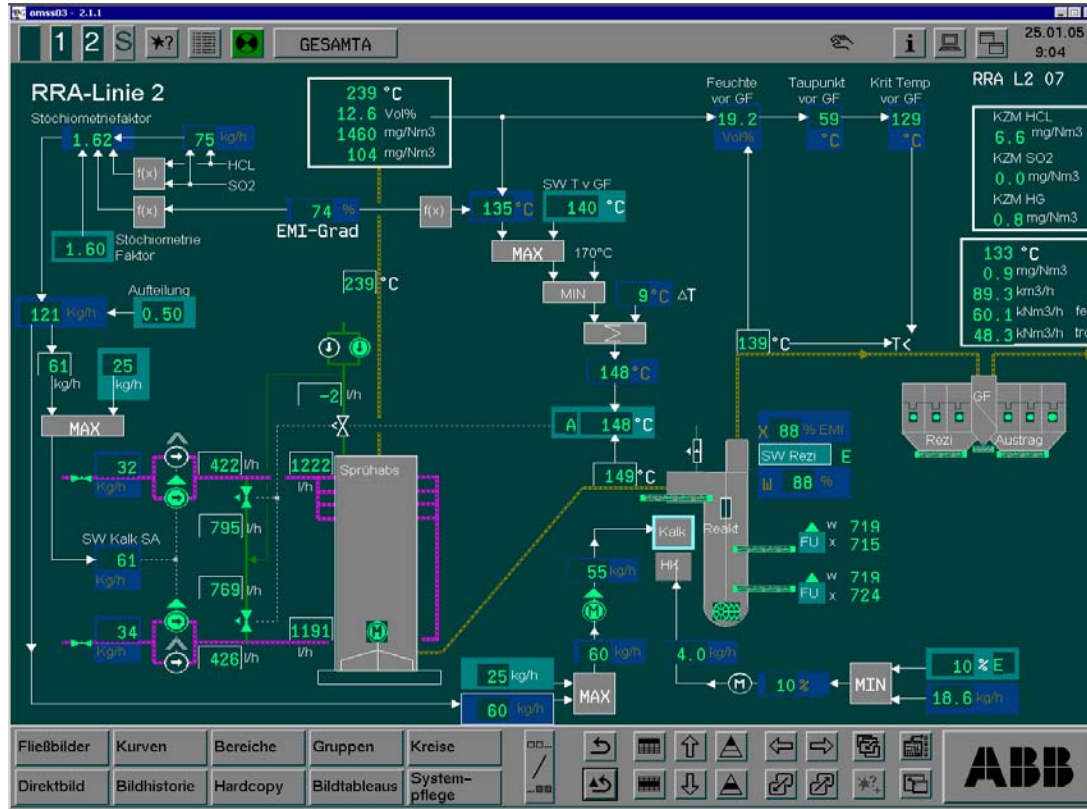 omss03 - 2.1.1
1 2 S *? GESAMTA i 25.01.05
9:04
RRA-Linie 2
RRA L2 07
Stöchiometriefaktor
1.62
75 kg/h
HCL
SO2
f(x)
f(x)
1.60 Stöchiometrie
Faktor
74 %
EMI-Grad
239 °C
12.6 Vol%
1460 mg/Nm3
104 mg/Nm3
Feuchte
vor GF
19.2
Vol%
Taupunkt
vor GF
59
°C
Krit Temp
vor GF
129
°C
KZM HCL
6.6 mg/Nm3
KZM SO2
0.0 mg/Nm3
KZM HG
0.8 mg/Nm3
133 °C
0.9 mg/Nm3
89.3 km3/h
60.1 kNm3/h
48.3 kNm3/h
f(x)
135 °C
SW T v GF
140 °C
MAX
170°C
MIN
9 °C ΔT
Σ
148 °C
A 148 °C
149 °C
239 °C
139 °C
T<
Aufteilung
121 Kg/h
0.50
61
kg/h
25
kg/h
MAX
-2 l/h
32
Kg/h
422 l/h
1222
l/h
Sprühabs
795 l/h
SW Kalk SA
61
Kg/h
769 l/h
34
Kg/h
426 l/h
1191
l/h
M
GF
Rezi
Austrag
X 88 % EMI
SW Rezi E
W 88 %
Reakt
Kalk
HK
FU
w 719
x 715
FU
w 719
x 724
55 kg/h
M
60 kg/h
4.0 kg/h
25 kg/h
60 kg/h
MAX
M
10 %
MIN
10 % E
18.6 kg/h
Fließbilder Kurven Bereiche Gruppen Kreise
Direktbild Bildhistorie Hardcopy Bildtableaus System-
pflege
ABB